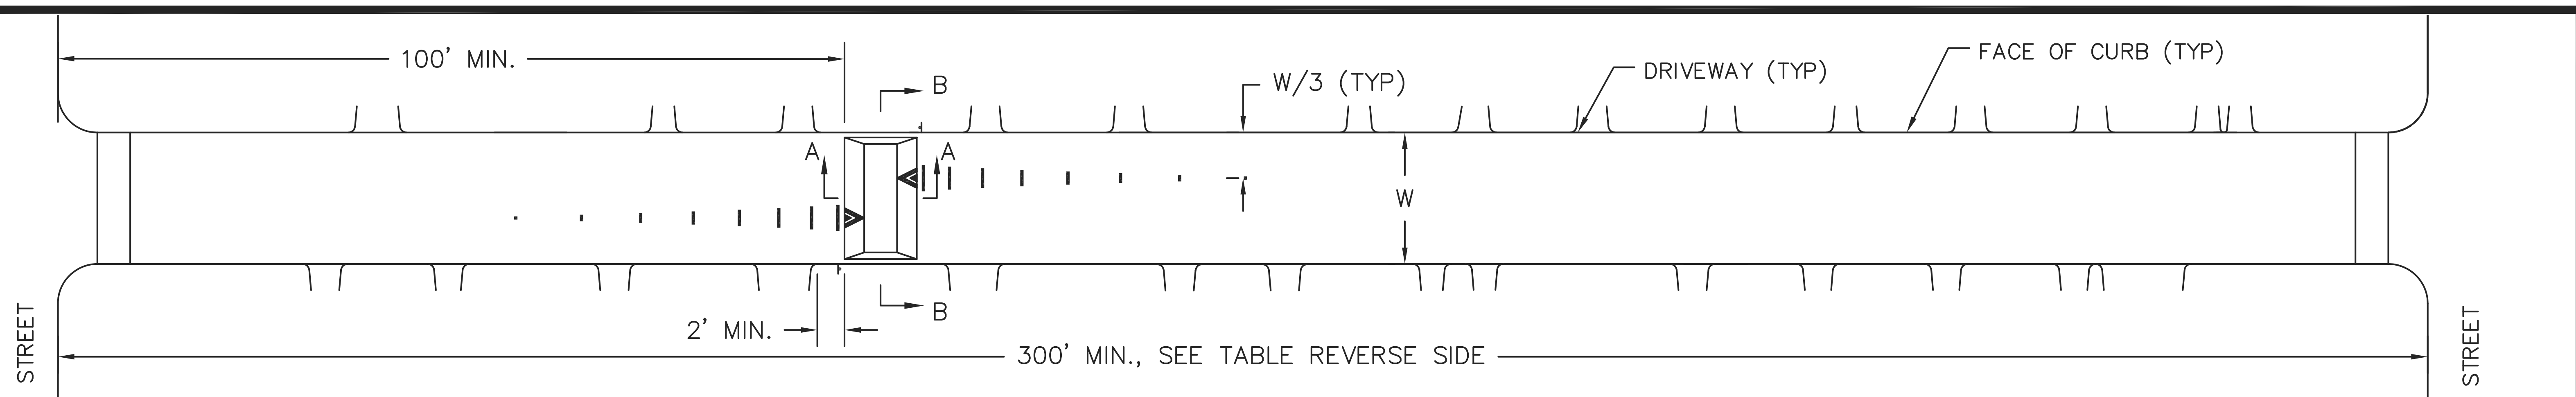 100' MIN.
B
W/3 (TYP)
DRIVEWAY (TYP)
FACE OF CURB (TYP)
A
A
W
B
2' MIN.
300' MIN., SEE TABLE REVERSE SIDE
STREET
STREET